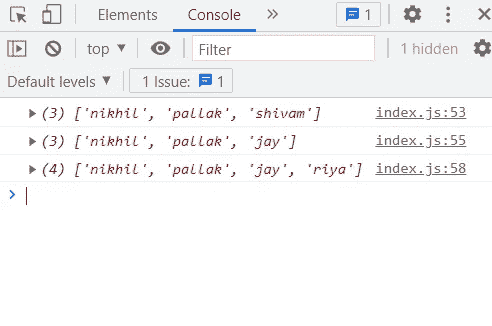 Elements Console » 1
top ▼ Filter 1 hidden
Default levels ▼ 1 Issue: 1
▶ (3) ['nikhil', 'pallak', 'shivam'] index.js:53
▶ (3) ['nikhil', 'pallak', 'jay'] index.js:55
▶ (4) ['nikhil', 'pallak', 'jay', 'riya'] index.js:58
>